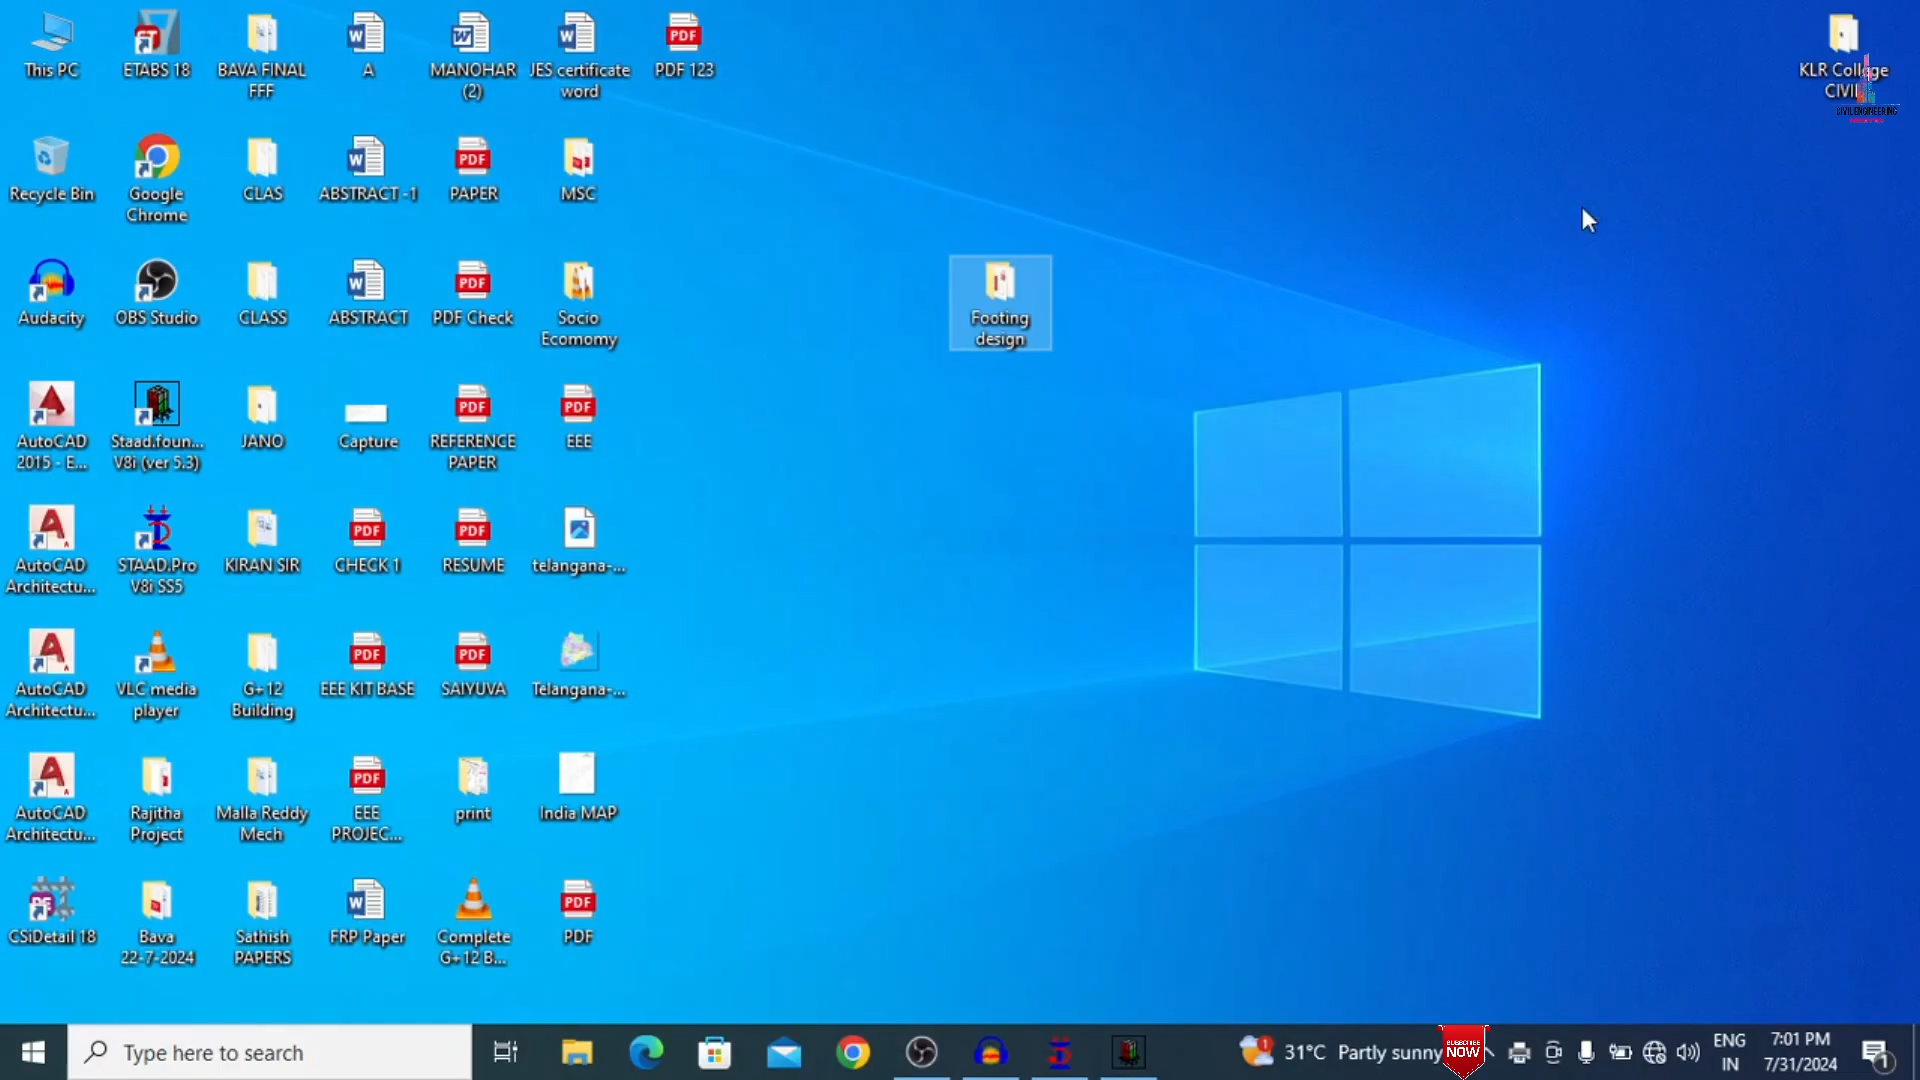 This PC
ETABS 18
BAVA FINAL
FFF
A
MANOHAR
(2)
JES certificate
word
PDF 123
KLR College
CIVIL
CIVIL ENGINEERING
Recycle Bin
Google
Chrome
CLAS
ABSTRACT -1
PAPER
MSC
Audacity
OBS Studio
CLASS
ABSTRACT
PDF Check
Socio
Ecomomy
Footing
design
AutoCAD
2015 - E...
Staad.foun...
V8i (ver 5.3)
JANO
Capture
REFERENCE
PAPER
EEE
AutoCAD
Architectu...
STAAD.Pro
V8i SS5
KIRAN SIR
CHECK 1
RESUME
telangana-...
AutoCAD
Architectu...
VLC media
player
G+12
Building
EEE KIT BASE
SAIYUVA
Telangana-...
AutoCAD
Architectu...
Rajitha
Project
Malla Reddy
Mech
EEE
PROJEC...
print
India MAP
CSiDetail 18
Bava
22-7-2024
Sathish
PAPERS
FRP Paper
Complete
G+12 B...
PDF
Type here to search
31°C Partly sunny
SUBSCRIBE
NOW
ENG
IN
7:01 PM
7/31/2024
1